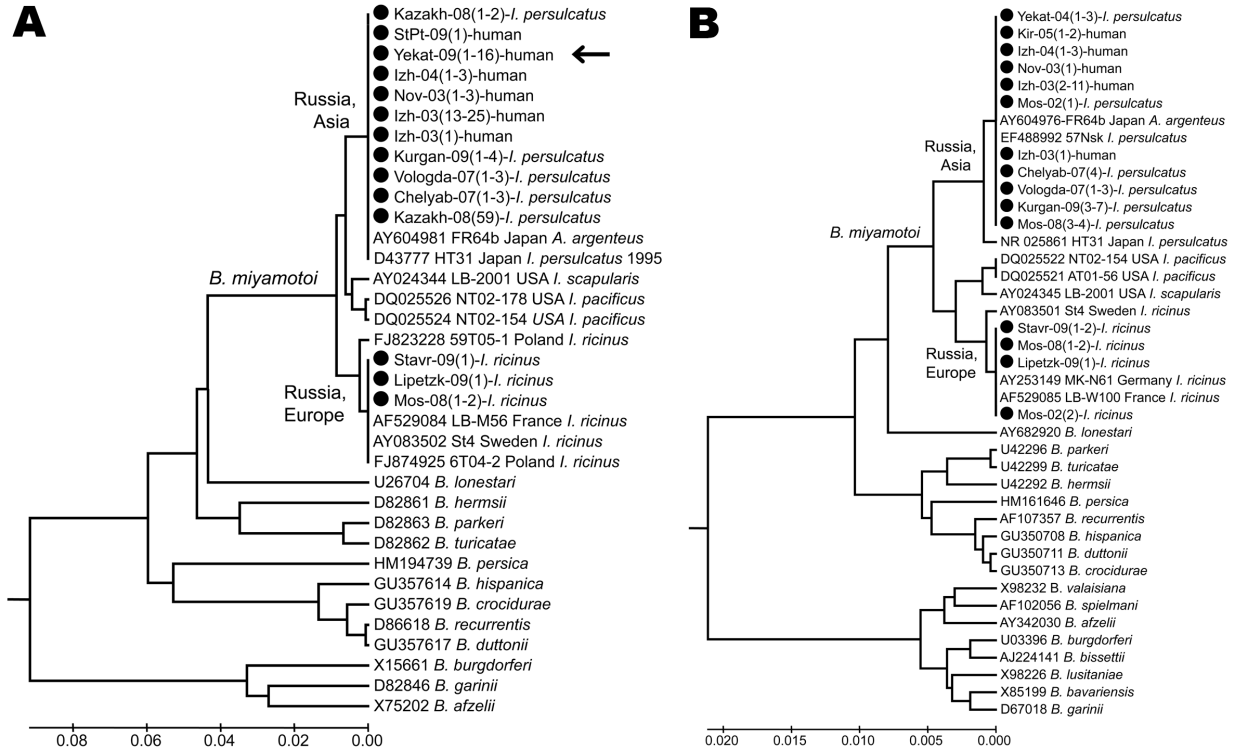 A
Kazakh-08(1-2)-I. persulcatus
StPt-09(1)-human
Yekat-09(1-16)-human
Izh-04(1-3)-human
Nov-03(1-3)-human
Izh-03(13-25)-human
Izh-03(1)-human
Kurgan-09(1-4)-I. persulcatus
Vologda-07(1-3)-I. persulcatus
Chelyab-07(1-3)-I. persulcatus
Kazakh-08(59)-I. persulcatus
AY604981 FR64b Japan A. argenteus
D43777 HT31 Japan I. persulcatus 1995
AY024344 LB-2001 USA I. scapularis
DQ025526 NT02-178 USA I. pacificus
DQ025524 NT02-154 USA I. pacificus
FJ823228 59T05-1 Poland I. ricinus
Stavr-09(1)-I. ricinus
Lipetzk-09(1)-I. ricinus
Mos-08(1-2)-I. ricinus
AF529084 LB-M56 France I. ricinus
AY083502 St4 Sweden I. ricinus
FJ874925 6T04-2 Poland I. ricinus
U26704 B. lonestari
D82861 B. hermsii
D82863 B. parkeri
D82862 B. turicatae
HM194739 B. persica
GU357614 B. hispanica
GU357619 B. crocidurae
D86618 B. recurrentis
GU357617 B. duttonii
X15661 B. burgdorferi
D82846 B. garinii
X75202 B. afzelii
Russia,
Asia
B. miyamotoi
Russia,
Europe
0.08 0.06 0.04 0.02 0.00
B
Yekat-04(1-3)-I. persulcatus
Kir-05(1-2)-human
Izh-04(1-3)-human
Nov-03(1)-human
Izh-03(2-11)-human
Mos-02(1)-I. persulcatus
AY604976-FR64b Japan A. argenteus
EF488992 57Nsk I. persulcatus
Izh-03(1)-human
Chelyab-07(4)-I. persulcatus
Vologda-07(1-3)-I. persulcatus
Kurgan-09(3-7)-I. persulcatus
Mos-08(3-4)-I. persulcatus
NR 025861 HT31 Japan I. persulcatus
DQ025522 NT02-154 USA I. pacificus
DQ025521 AT01-56 USA I. pacificus
AY024345 LB-2001 USA I. scapularis
AY083501 St4 Sweden I. ricinus
Stavr-09(1-2)-I. ricinus
Mos-08(1-2)-I. ricinus
Lipetzk-09(1)-I. ricinus
AY253149 MK-N61 Germany I. ricinus
AF529085 LB-W100 France I. ricinus
Mos-02(2)-I. ricinus
AY682920 B. lonestari
U42296 B. parkeri
U42299 B. turicatae
U42292 B. hermsii
HM161646 B. persica
AF107357 B. recurrentis
GU350708 B. hispanica
GU350711 B. duttonii
GU350713 B. crocidurae
X98232 B. valaisiana
AF102056 B. spielmani
AY342030 B. afzelii
U03396 B. burgdorferi
AJ224141 B. bissettii
X98226 B. lusitaniae
X85199 B. bavariensis
D67018 B. garinii
Russia,
Asia
B. miyamotoi
Russia,
Europe
0.020 0.015 0.010 0.005 0.000